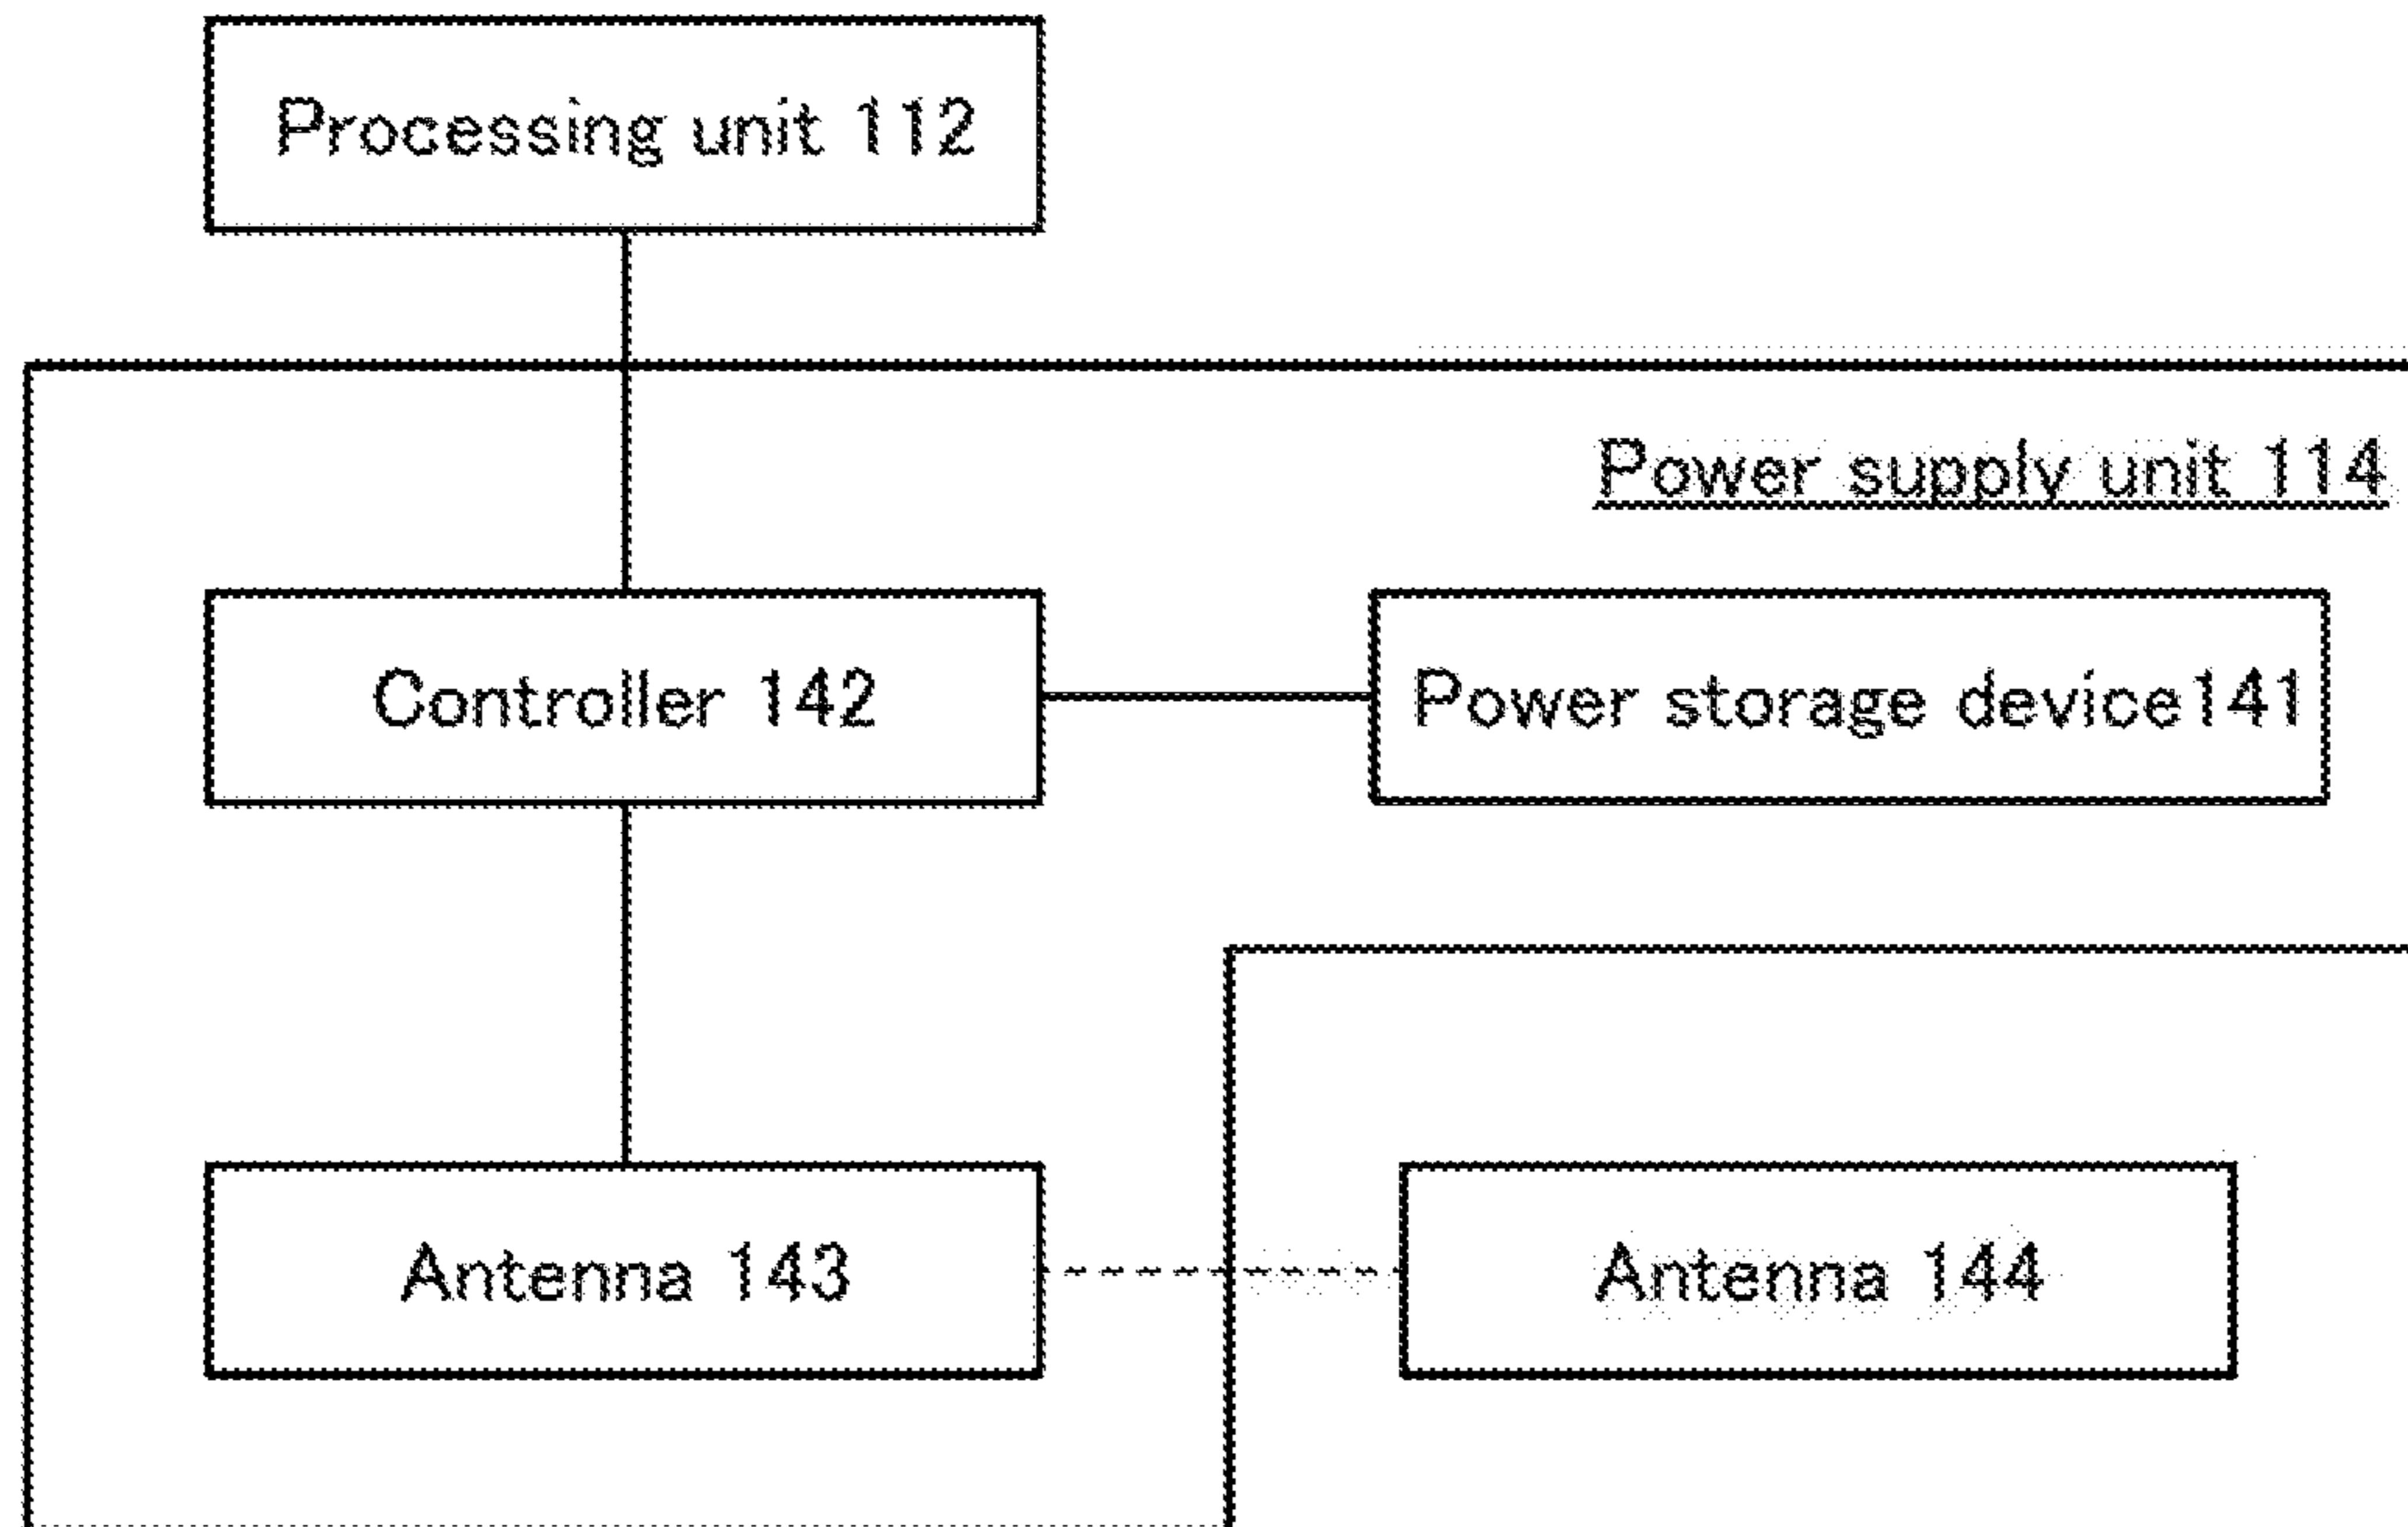 Processing unit 112
Power supply unit 114
Controller 142
Power storage device141
Antenna 143
Antenna 144